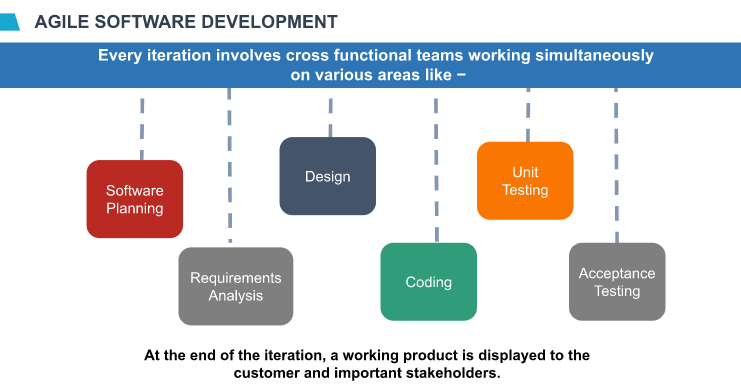 AGILE SOFTWARE DEVELOPMENT
Every iteration involves cross functional teams working simultaneously
on various areas like −
Software
Planning
Requirements
Analysis
Design
Coding
Unit
Testing
Acceptance
Testing
At the end of the iteration, a working product is displayed to the
customer and important stakeholders.